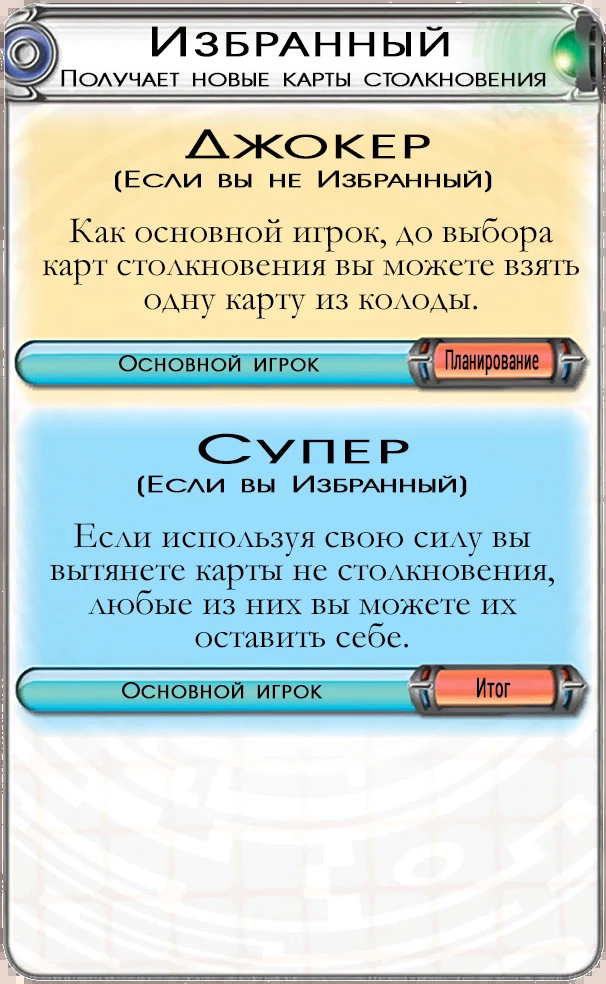 Избранный
Получает новые карты столкновения
Джокер
(Если вы не Избранный)
Как основной игрок, до выбора
карт столкновения вы можете взять
одну карту из колоды.
Основной игрок
Планирование
Супер
(Если вы Избранный)
Если используя свою силу вы
вытянете карты не столкновения,
любые из них вы можете их
оставить себе.
Основной игрок
Итог